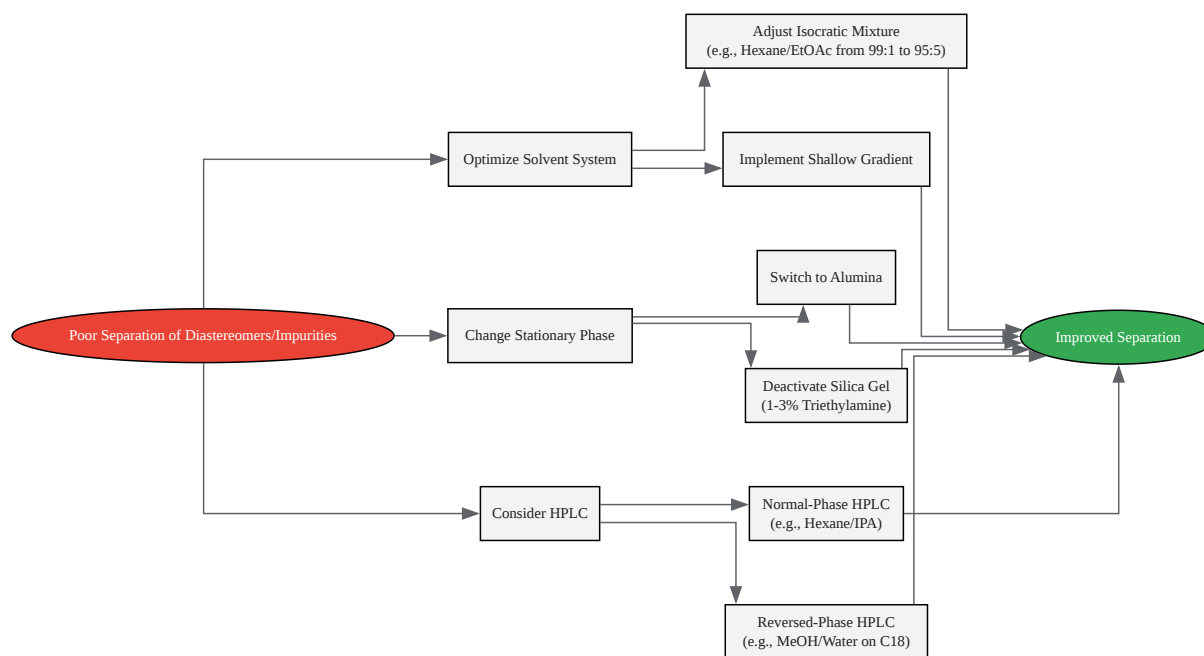 Adjust Isocratic Mixture
(e.g., Hexane/EtOAc from 99:1 to 95:5)
Optimize Solvent System
Implement Shallow Gradient
Switch to Alumina
Poor Separation of Diastereomers/Impurities
Change Stationary Phase
Improved Separation
Deactivate Silica Gel
(1-3% Triethylamine)
Consider HPLC
Normal-Phase HPLC
(e.g., Hexane/IPA)
Reversed-Phase HPLC
(e.g., MeOH/Water on C18)